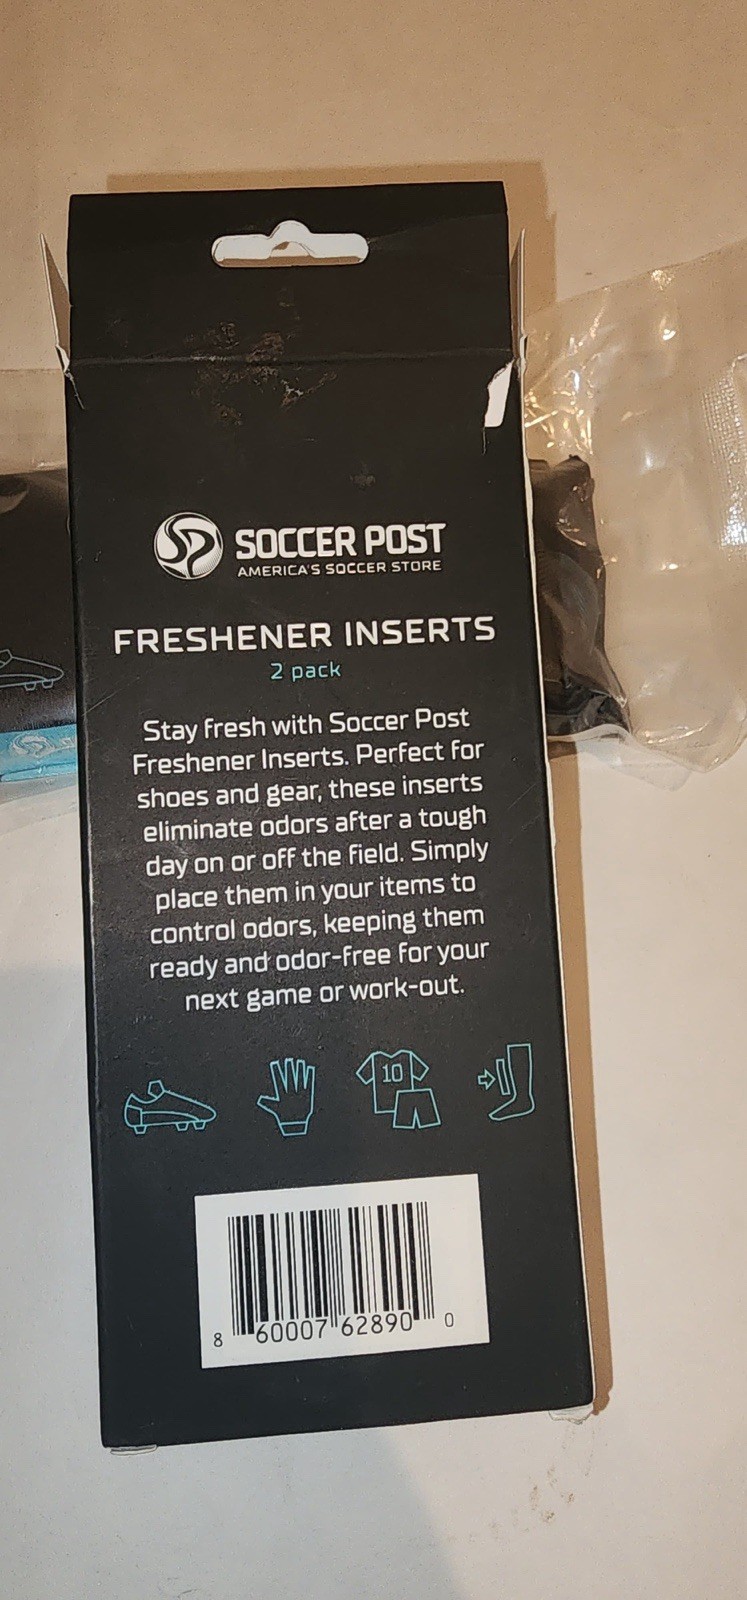 SOCCER POST
AMERICA'S SOCCER STORE
FRESHENER INSERTS
2 pack
Stay fresh with Soccer Post
Freshener Inserts. Perfect for
shoes and gear, these inserts
eliminate odors after a tough
day on or off the field. Simply
place them in your items to
control odors, keeping them
ready and odor-free for your
next game or work-out.
10
8 60007 62890 0